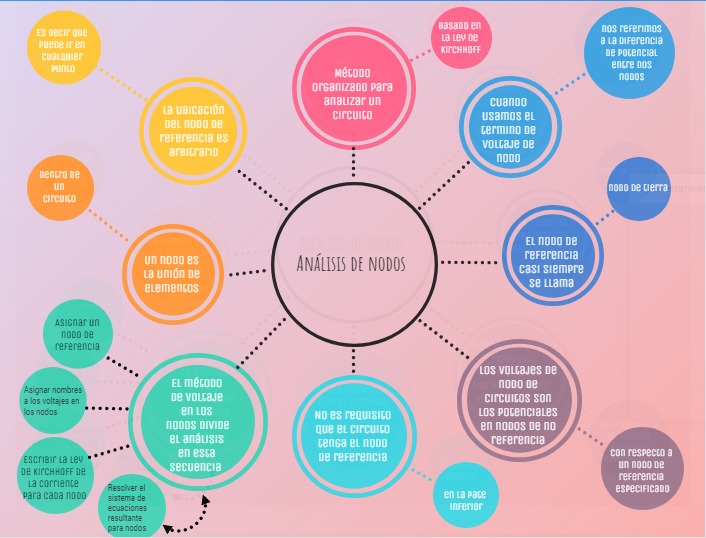 Es decir que
puede ir en
cualquier
punto
La ubicación
del nodo de
referencia es
arbitrario
Método
organizado para
analizar un
circuito
Basado en
la ley de
Kirchhoff
Cuando
usamos el
termino de
voltaje de
nodo
nos referimos
a la diferencia
de potencial
entre dos
nodos
Dentro de
un
circuito
Un nodo es
la unión de
elementos
Análisis de nodos
El nodo de
referencia
casi siempre
se llama
nodo de tierra
Asignar un
nodo de
referencia
Asignar nombres
a los voltajes en
los nodos
Escribir la ley
de Kirchhoff de
la corriente
para cada nodo
Resolver el
sistema de
ecuaciones
resultante
para nodos
El método
de voltaje
en los
nodos divide
el análisis
en esta
secuencia
No es requisito
que el circuito
tenga el nodo
de referencia
en la pate
inferior
Los voltajes de
nodo de
circuitos son
los potenciales
en nodos de no
referencia
con respecto a
un nodo de
referencia
especificado